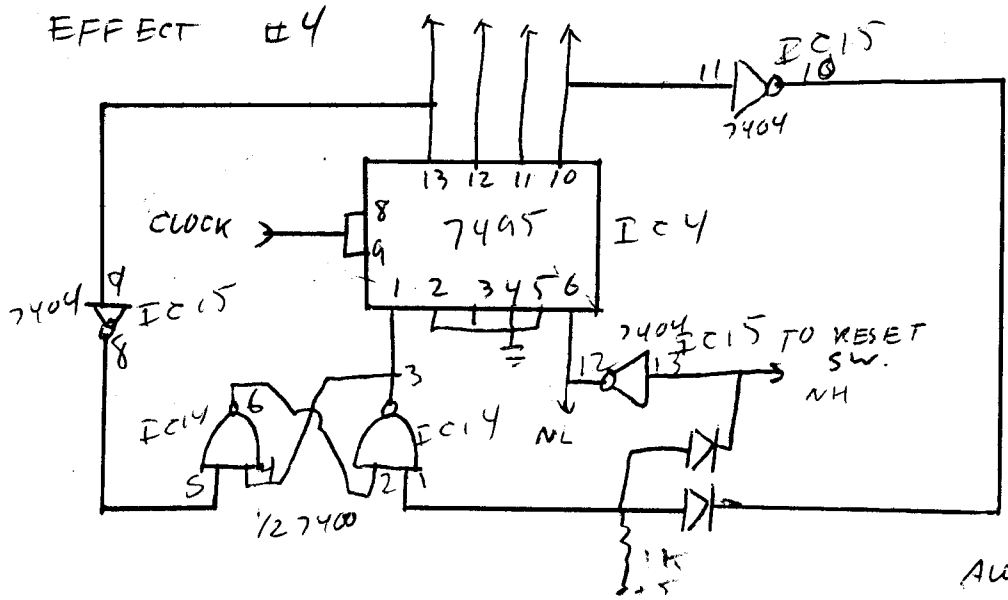 EFFECT #4
IC15
11 10
7404
13 12 11 10
CLOCK
8
9
7495
IC4
1 2 3 4 5 6
7404
9
IC15
8
7404
IC15
12 13
TO RESET
SW.
NH
NL
3
6
IC14
IC14
5 4
2 1
1/2 7400
1K
+5